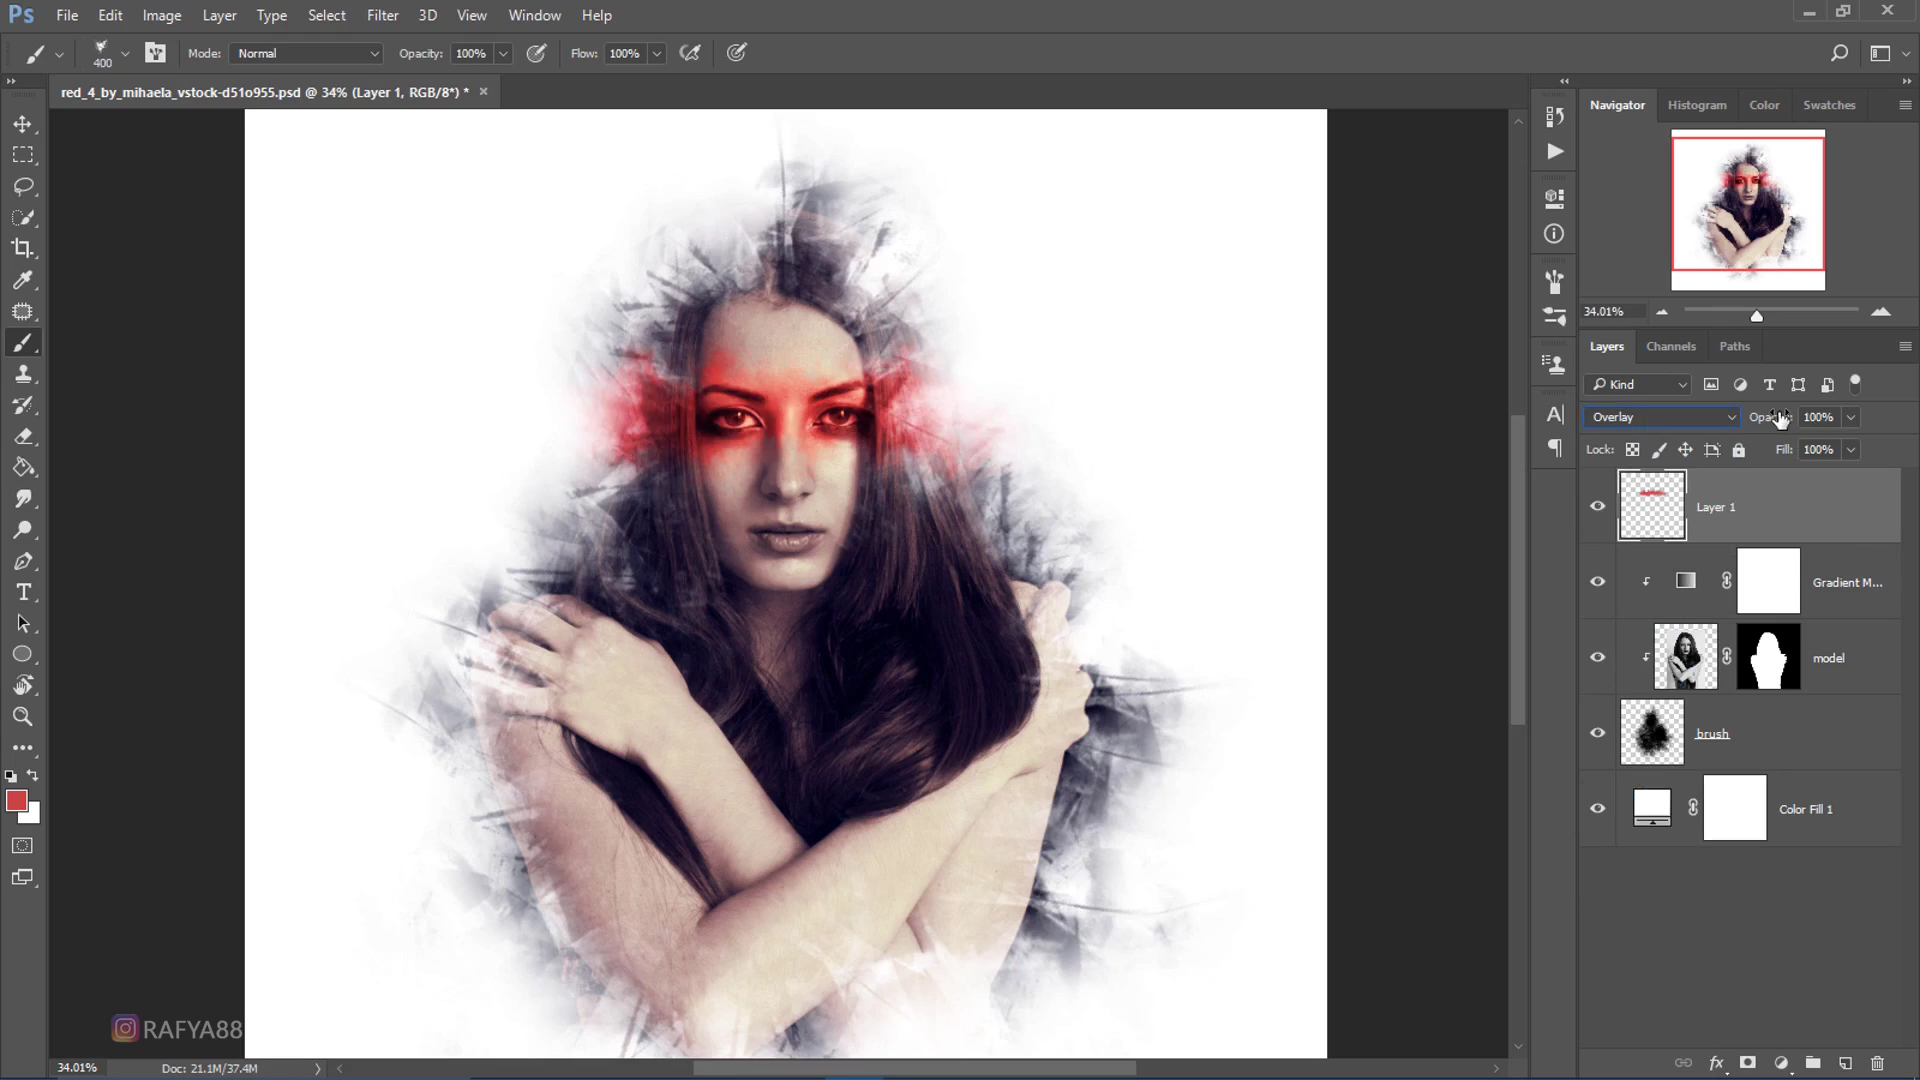 Ps File Edit Image Layer Type Select Filter 3D View Window Help
400 Mode: Normal Opacity: 100% Flow: 100%
red_4_by_mihaela_vstock-d51o955.psd @ 34% (Layer 1, RGB/8*) *
Navigator Histogram Color Swatches
34.01%
Layers Channels Paths
Kind
Overlay 100%
Lock: Fill: 100%
Layer 1
Gradient M...
model
brush
Color Fill 1
RAFYA88
34.01% Doc: 21.1M/37.4M
fx